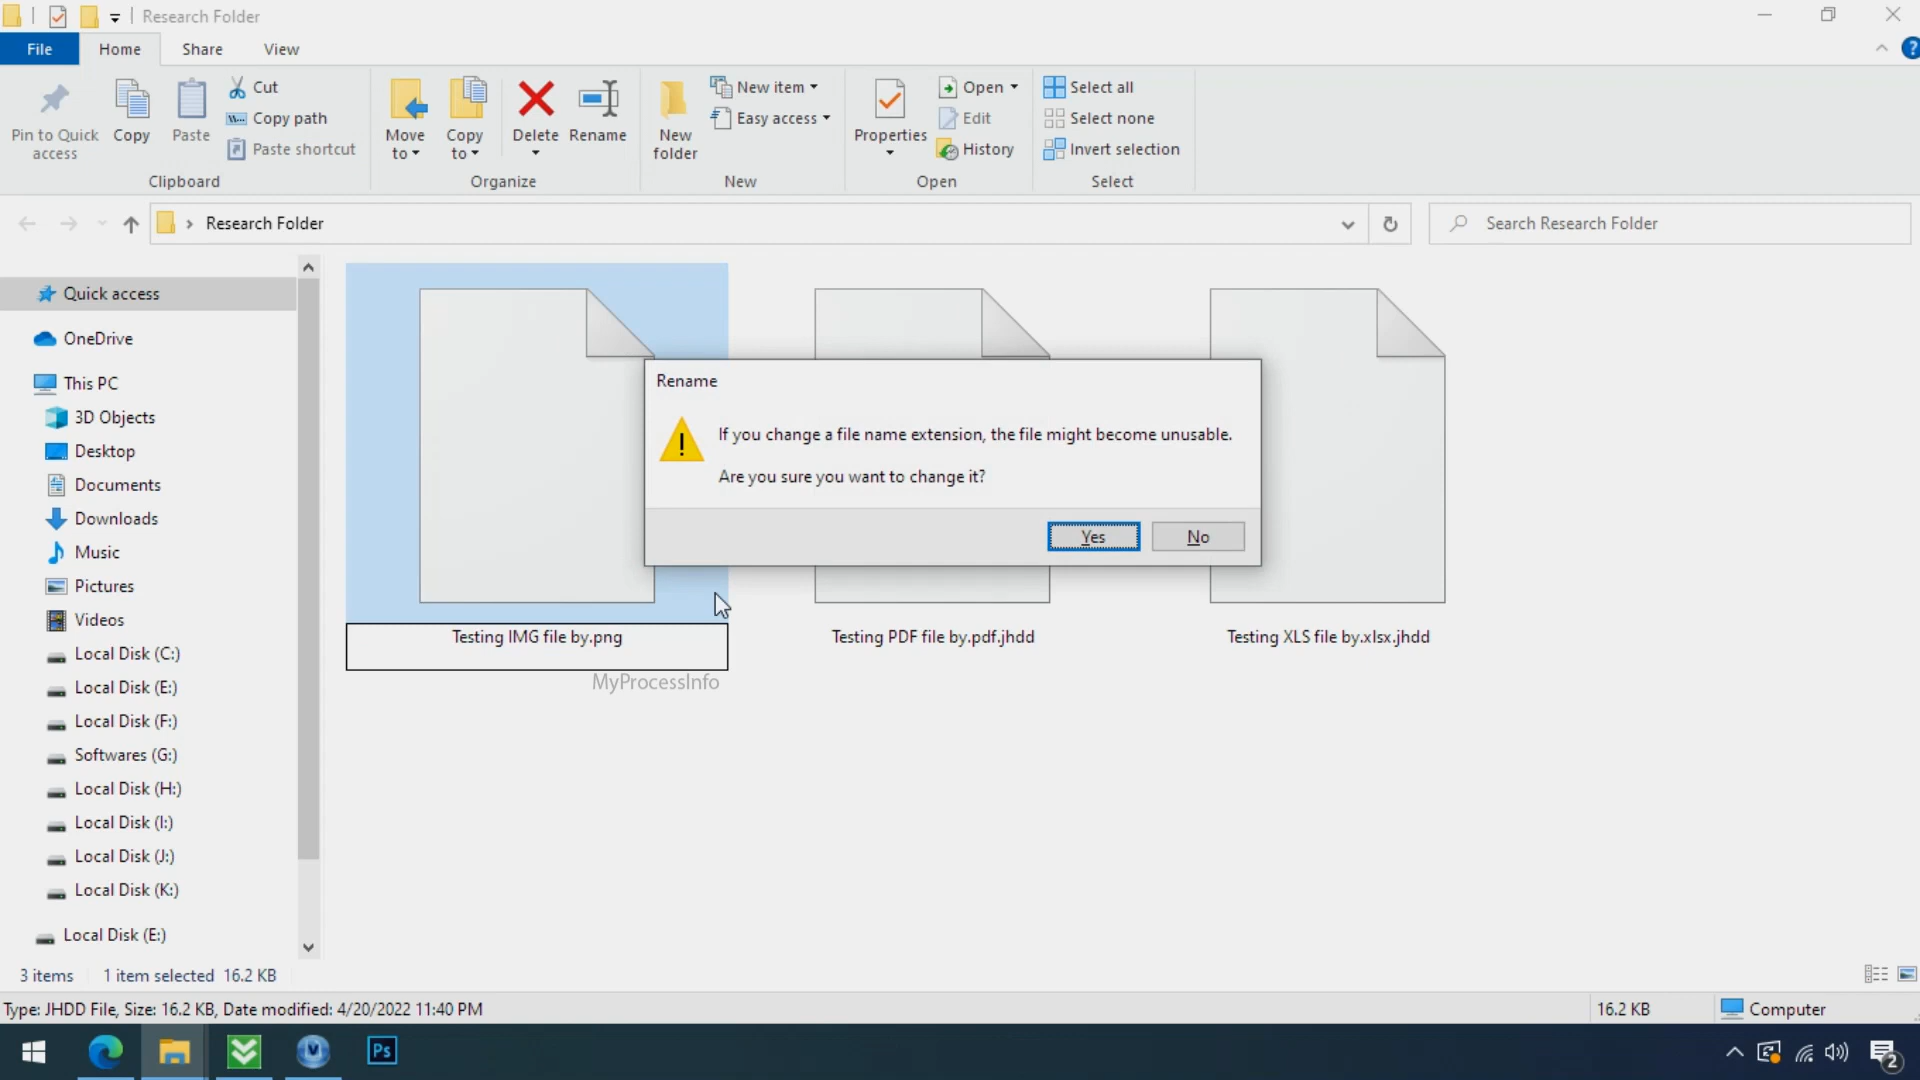 Research Folder
File
Home
Share
View
?
Pin to Quick
access
Copy
Paste
Cut
Copy path
Paste shortcut
Clipboard
Move
to
Copy
to
Delete
Rename
Organize
New
folder
New item
Easy access
New
Properties
Open
Edit
History
Open
Select all
Select none
Invert selection
Select
Research Folder
Search Research Folder
Quick access
OneDrive
This PC
3D Objects
Desktop
Documents
Downloads
Music
Pictures
Videos
Local Disk (C:)
Local Disk (E:)
Local Disk (F:)
Softwares (G:)
Local Disk (H:)
Local Disk (I:)
Local Disk (J:)
Local Disk (K:)
Local Disk (E:)
Rename
If you change a file name extension, the file might become unusable.
Are you sure you want to change it?
Yes
No
Testing IMG file by.png
Testing PDF file by.pdf.jhdd
Testing XLS file by.xlsx.jhdd
MyProcessInfo
3 items 1 item selected 16.2 KB
Type: JHDD File, Size: 16.2 KB, Date modified: 4/20/2022 11:40 PM
16.2 KB
Computer
Ps
2